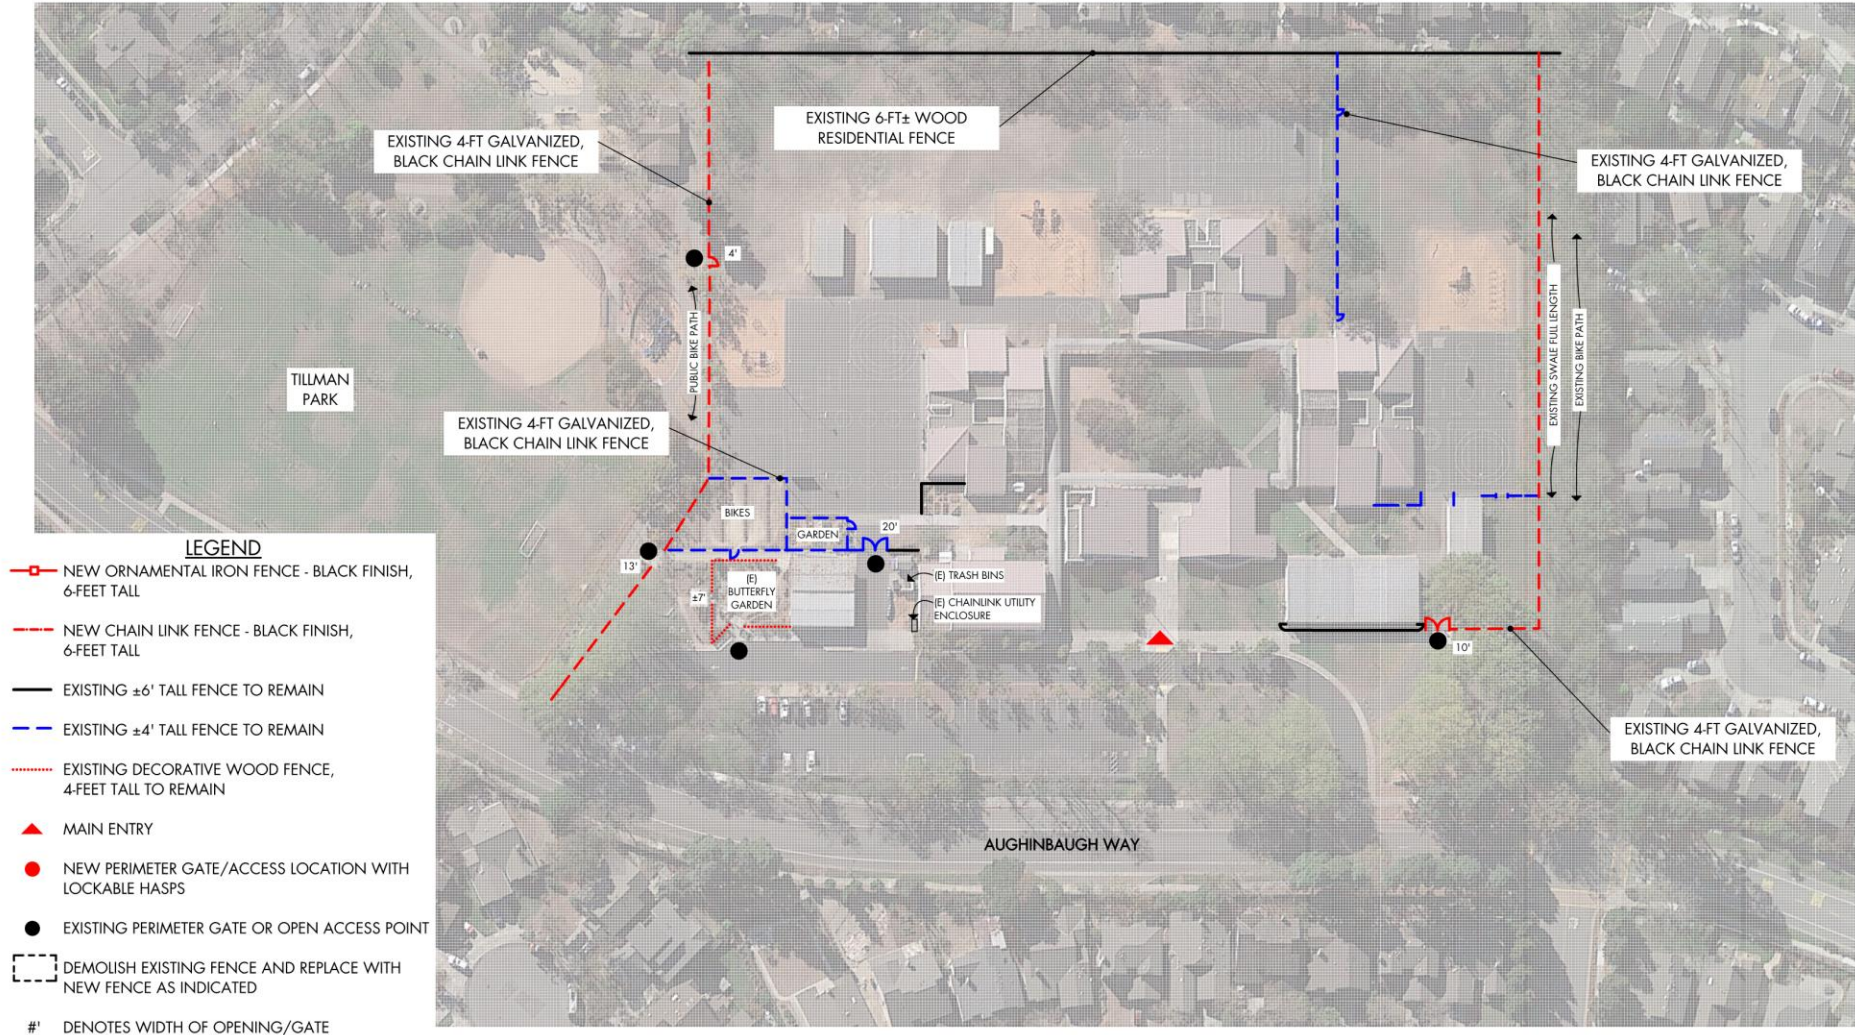 EXISTING 6-FT± WOOD
RESIDENTIAL FENCE
EXISTING 4-FT GALVANIZED,
BLACK CHAIN LINK FENCE
EXISTING 4-FT GALVANIZED,
BLACK CHAIN LINK FENCE
4'
PUBLIC BIKE PATH
EXISTING SWALE FULL LENGTH
EXISTING BIKE PATH
TILLMAN
PARK
EXISTING 4-FT GALVANIZED,
BLACK CHAIN LINK FENCE
BIKES
GARDEN
20'
13'
±7'
(E)
BUTTERFLY
GARDEN
(E) TRASH BINS
(E) CHAINLINK UTILITY
ENCLOSURE
10'
EXISTING 4-FT GALVANIZED,
BLACK CHAIN LINK FENCE
AUGHINBAUGH WAY
LEGEND
NEW ORNAMENTAL IRON FENCE - BLACK FINISH,
6-FEET TALL
NEW CHAIN LINK FENCE - BLACK FINISH,
6-FEET TALL
EXISTING ±6' TALL FENCE TO REMAIN
EXISTING ±4' TALL FENCE TO REMAIN
EXISTING DECORATIVE WOOD FENCE,
4-FEET TALL TO REMAIN
MAIN ENTRY
NEW PERIMETER GATE/ACCESS LOCATION WITH
LOCKABLE HASPS
EXISTING PERIMETER GATE OR OPEN ACCESS POINT
DEMOLISH EXISTING FENCE AND REPLACE WITH
NEW FENCE AS INDICATED
#' DENOTES WIDTH OF OPENING/GATE